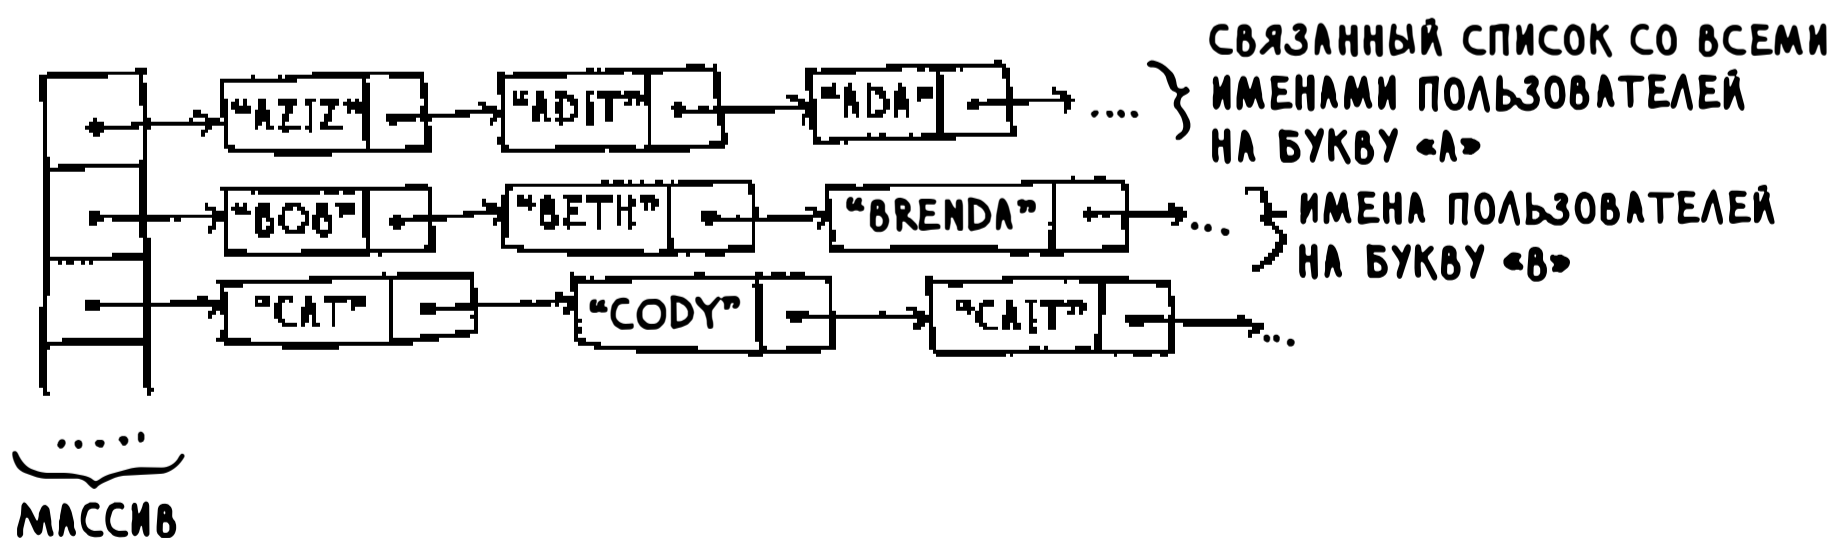 "AZIZ" "ADIT" "ADA" ....
СВЯЗАННЫЙ СПИСОК СО ВСЕМИ
ИМЕНАМИ ПОЛЬЗОВАТЕЛЕЙ
НА БУКВУ «А»
"BOB" "BETH" "BRENDA" ...
ИМЕНА ПОЛЬЗОВАТЕЛЕЙ
НА БУКВУ «B»
"CAT" "CODY" "CAIT" ...
.....
МАССИВ